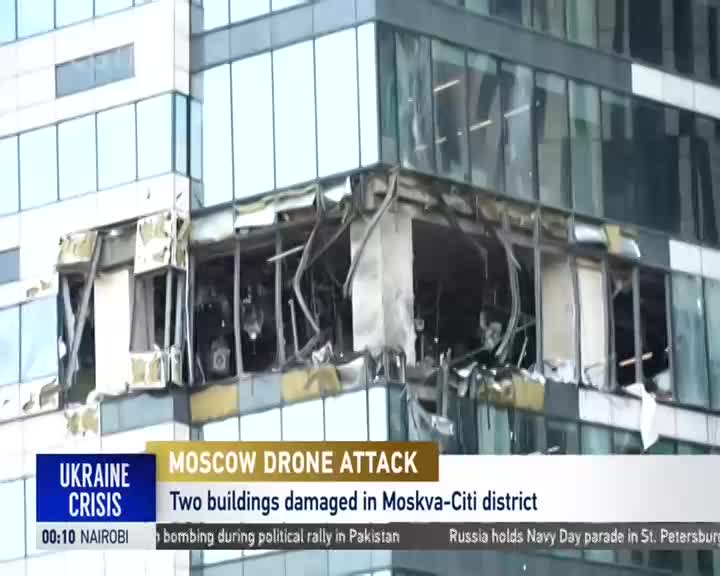 MOSCOW DRONE ATTACK
UKRAINE
CRISIS
Two buildings damaged in Moskva-Citi district
00:10 NAIROBI
bombing during political rally in Pakistan Russia holds Navy Day parade in St. Petersburg